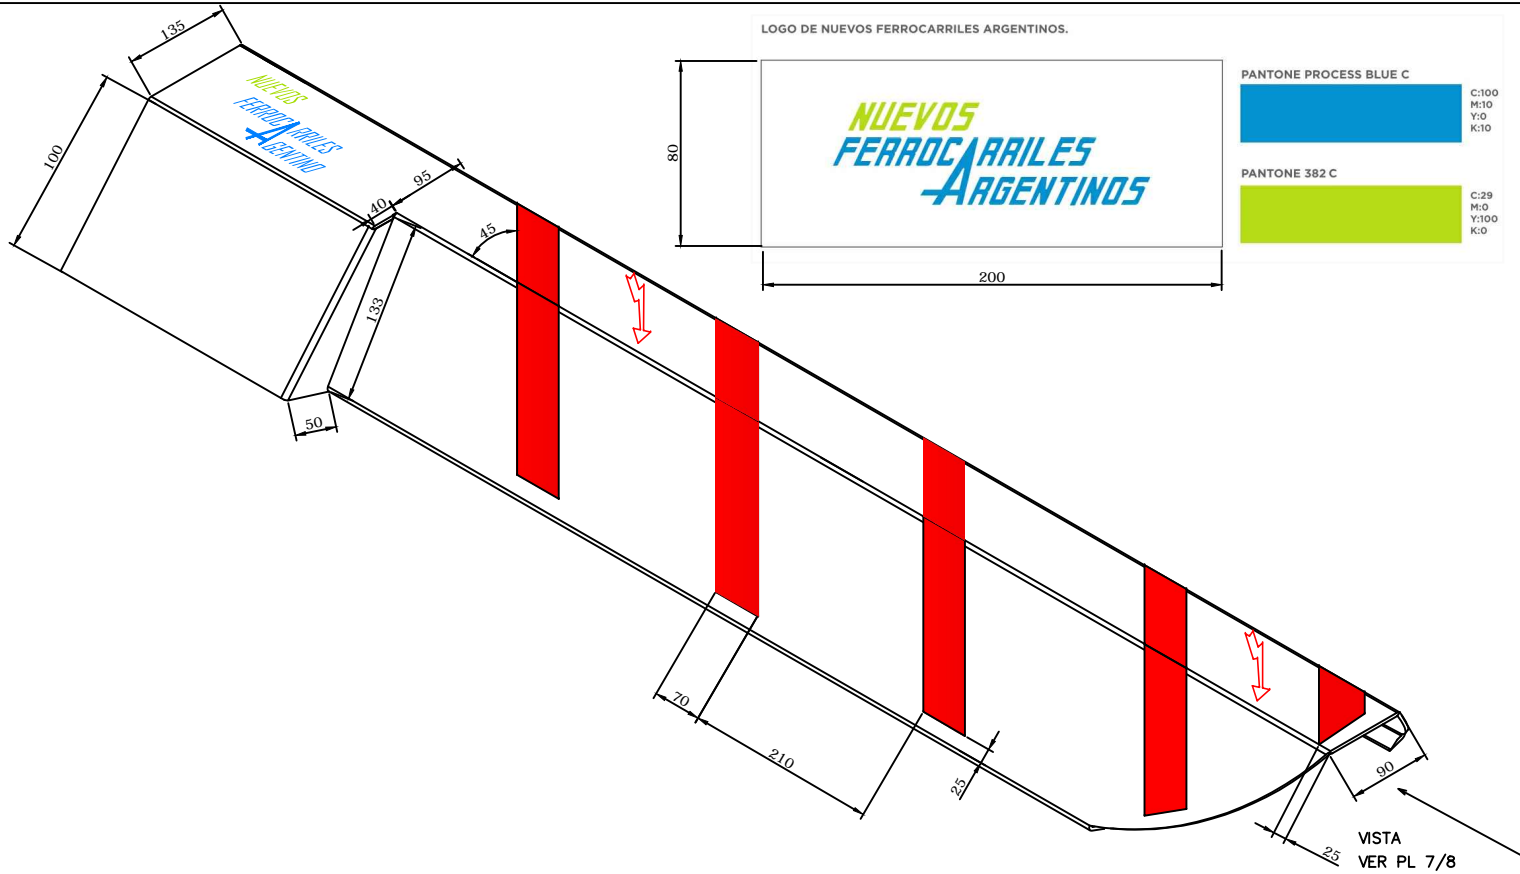 135
LOGO DE NUEVOS FERROCARRILES ARGENTINOS.
NUEVOS
FERROCARRILES
ARGENTINOS
80
200
PANTONE PROCESS BLUE C
C:100
M:10
Y:0
K:10
PANTONE 382 C
C:29
M:0
Y:100
K:0
NUEVOS
FERROCARRILES
AGENTINO
100
95
40
45
133
50
70
210
25
90
25
VISTA
VER PL 7/8